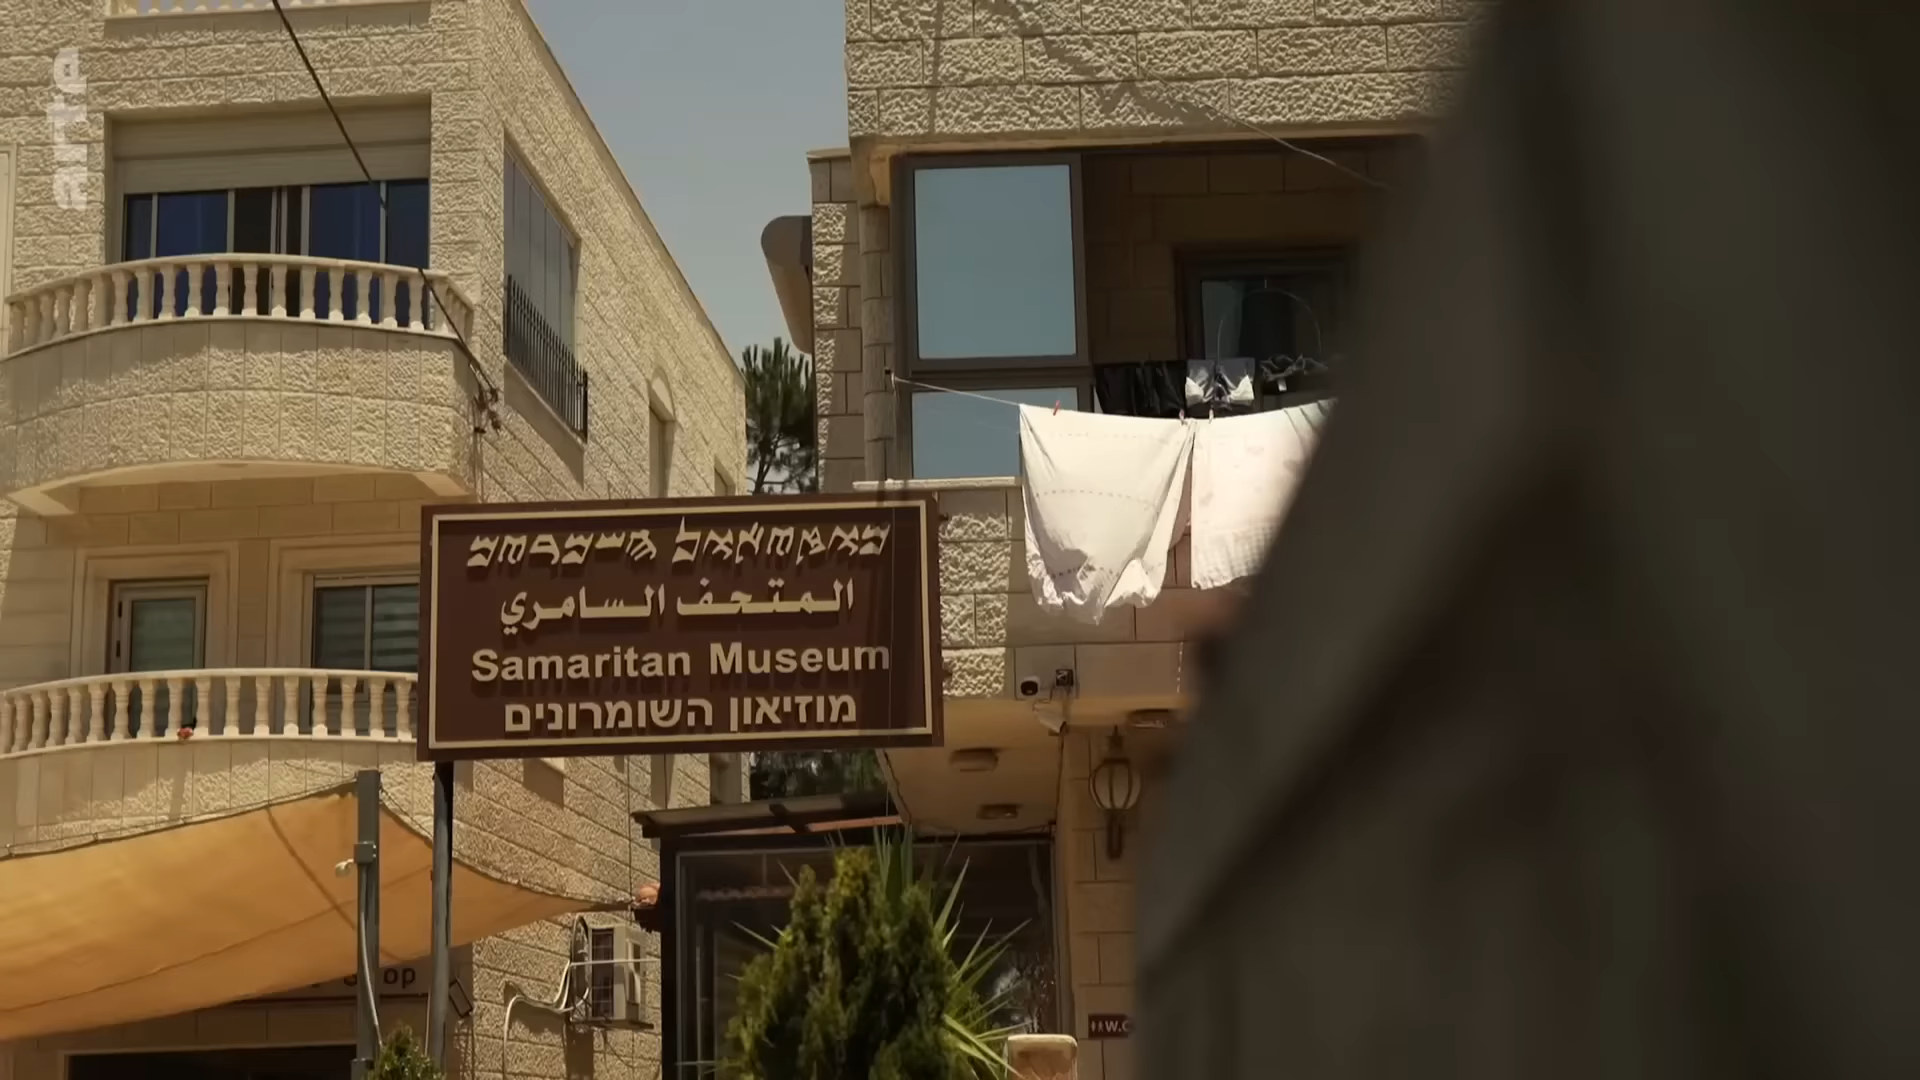 arte
المتحف السامري
Samaritan Museum
מוזיאון השומרונים
W.C